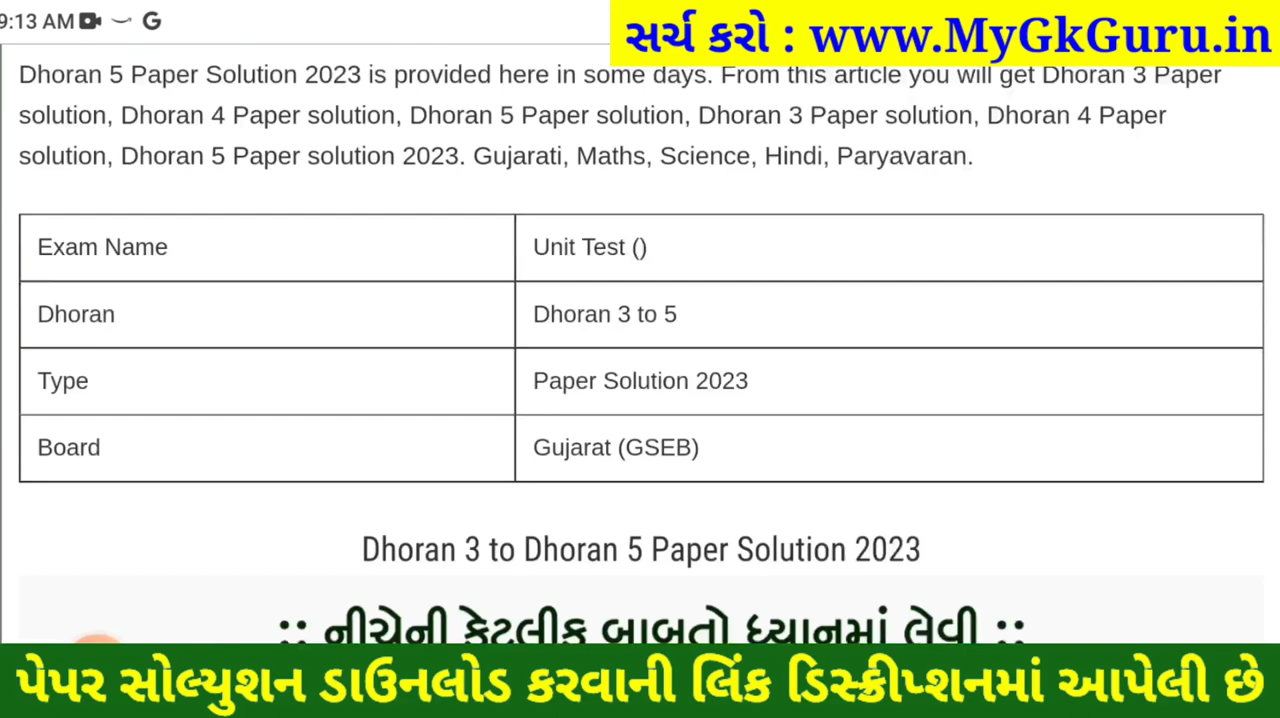 9:13 AM
સર્ચ કરો : www.MyGkGuru.in
Dhoran 5 Paper Solution 2023 is provided here in some days. From this article you will get Dhoran 3 Paper
solution, Dhoran 4 Paper solution, Dhoran 5 Paper solution, Dhoran 3 Paper solution, Dhoran 4 Paper
solution, Dhoran 5 Paper solution 2023. Gujarati, Maths, Science, Hindi, Paryavaran.
Exam Name Unit Test ()
Dhoran Dhoran 3 to 5
Type Paper Solution 2023
Board Gujarat (GSEB)
Dhoran 3 to Dhoran 5 Paper Solution 2023
:: નીચેની કેટલીક બાબતો ધ્યાનમાં લેવી ::
પેપર સોલ્યુશન ડાઉનલોડ કરવાની લિંક ડિસ્ક્રીપ્શનમાં આપેલી છે